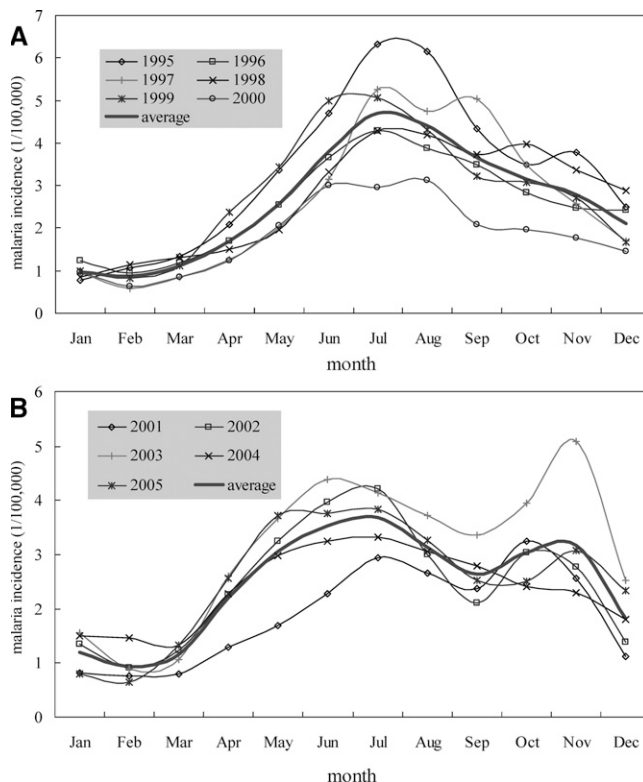 A
7
6
5
4
3
2
1
0
malaria incidence (1/100,000)
1995 1996
1997 1998
1999 2000
average
Jan Feb Mar Apr May Jun Jul Aug Sep Oct Nov Dec
month
B
6
5
4
3
2
1
0
malaria incidence (1/100,000)
2001 2002
2003 2004
2005 average
Jan Feb Mar Apr May Jun Jul Aug Sep Oct Nov Dec
month